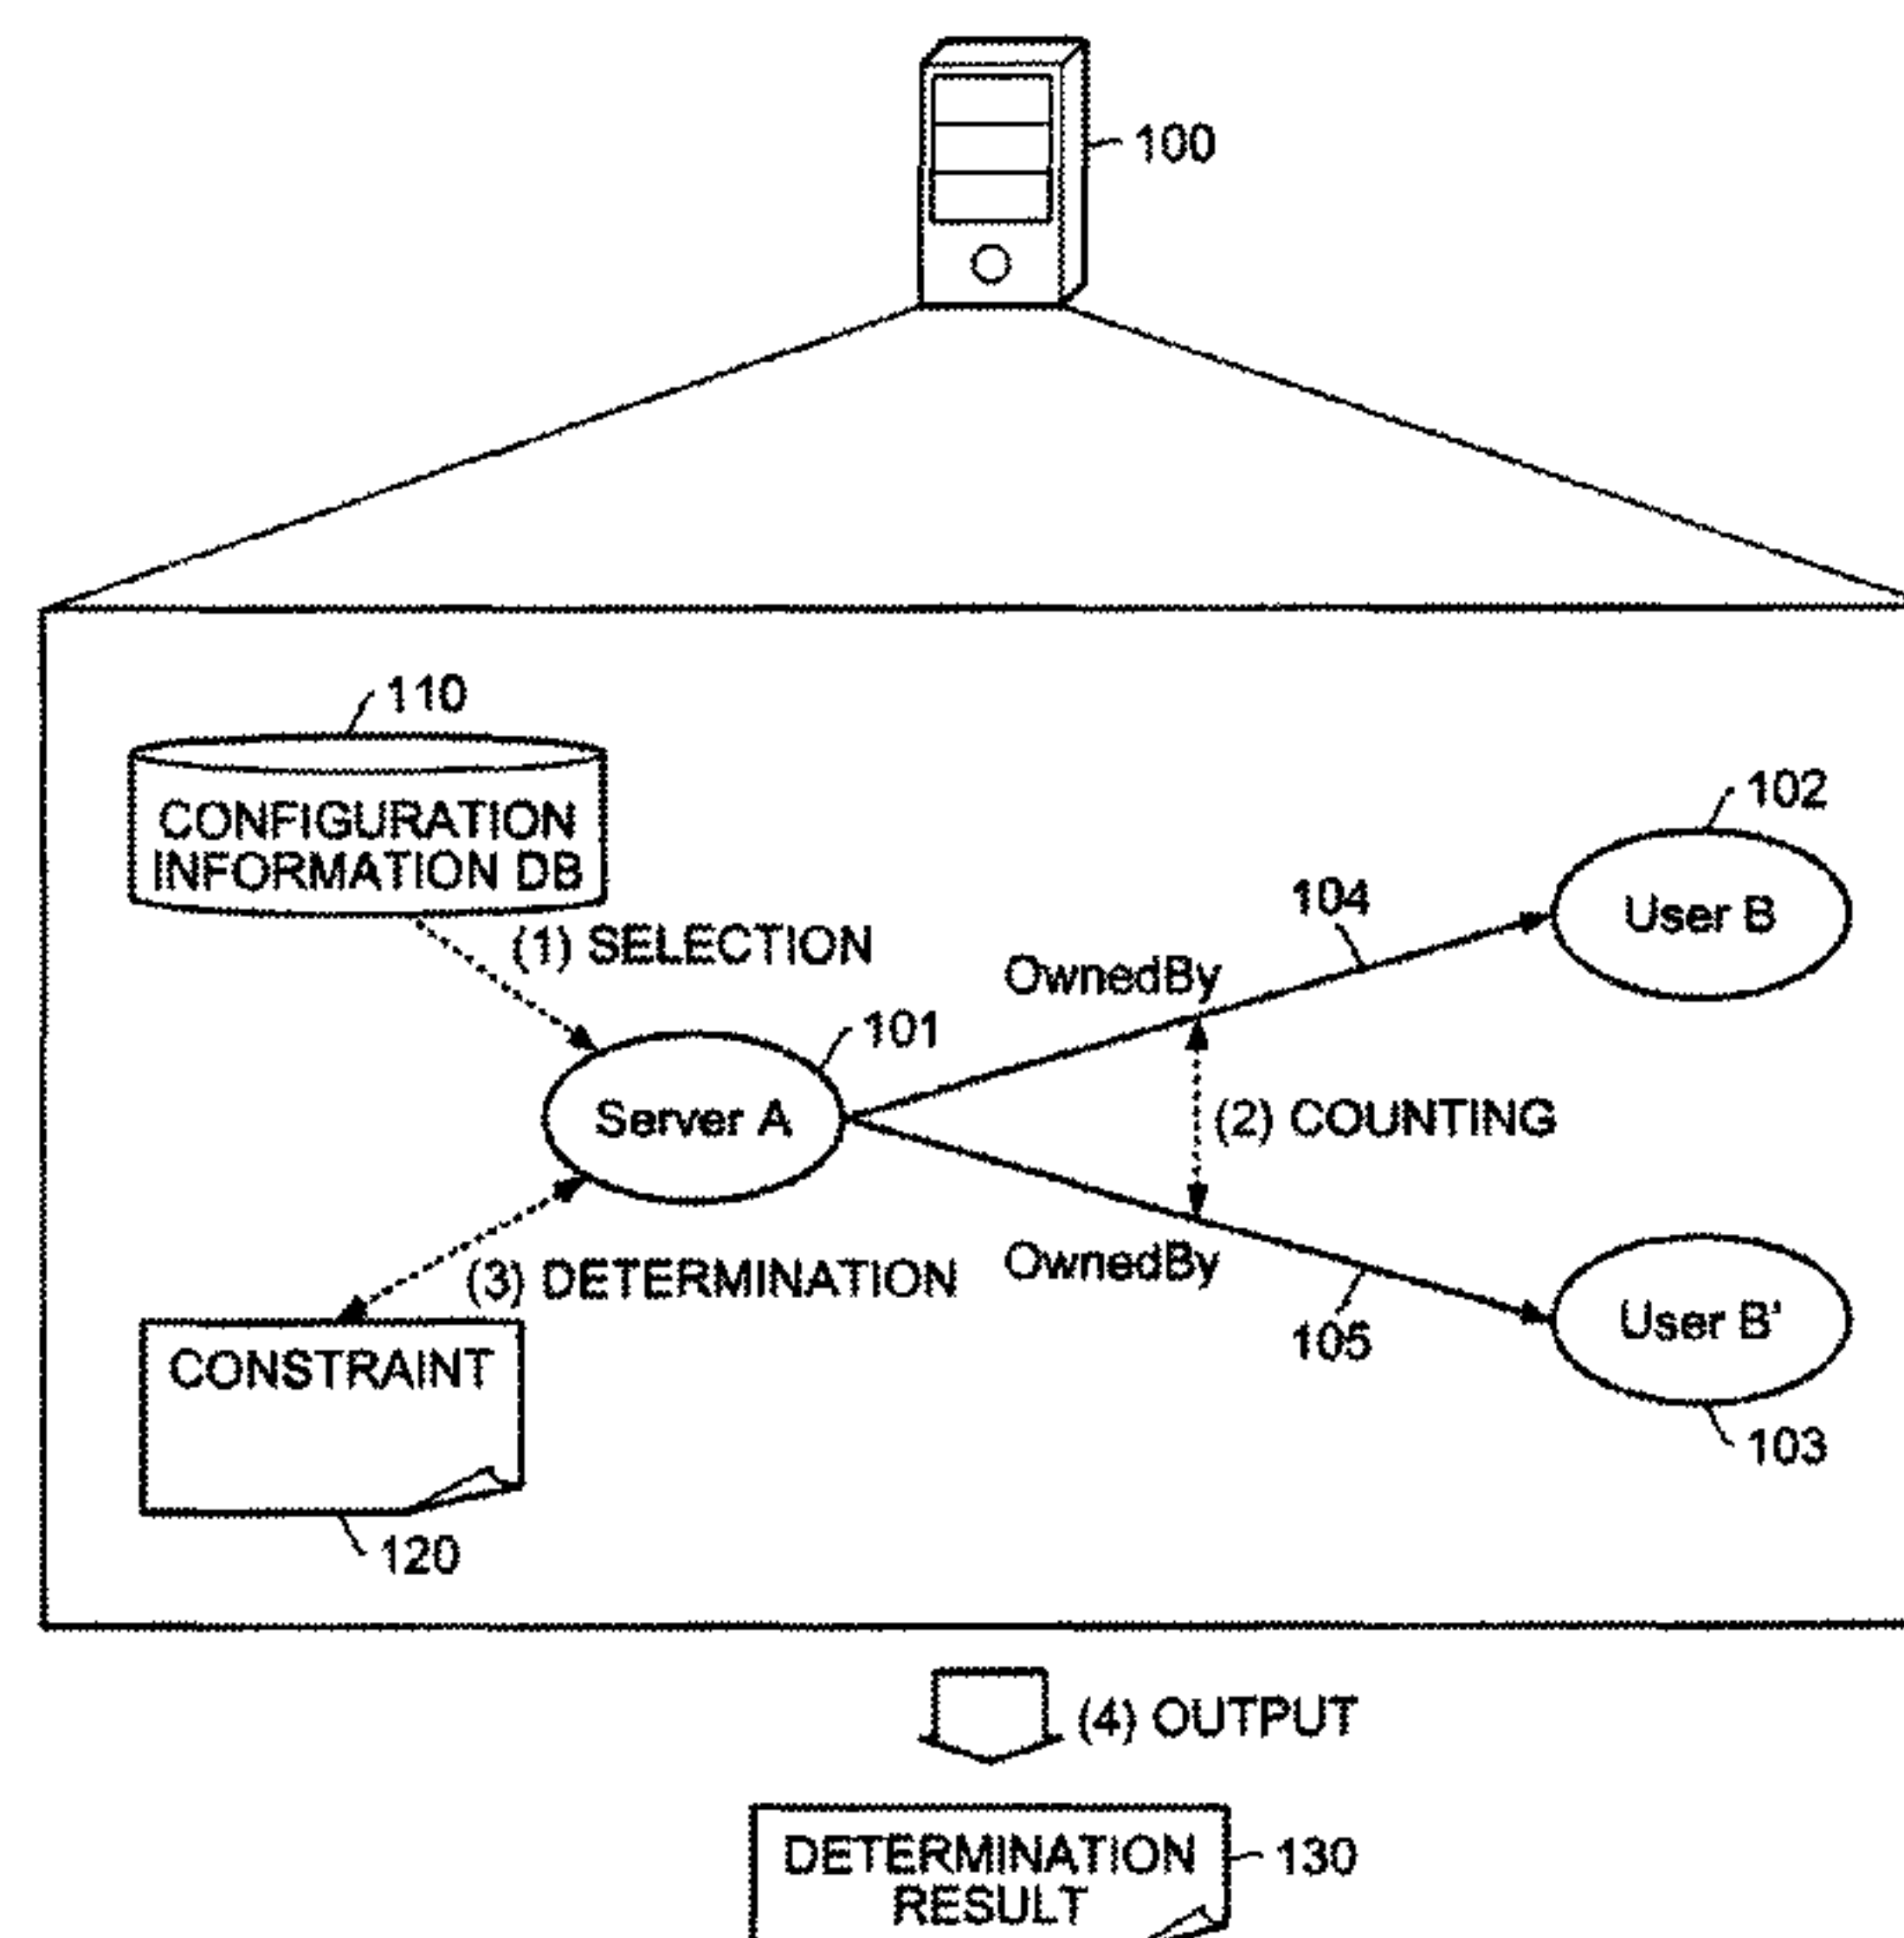 100
110
CONFIGURATION
INFORMATION DB
(1) SELECTION
102
User B
104
OwnedBy
101
Server A
(2) COUNTING
(3) DETERMINATION
OwnedBy
105
User B'
103
CONSTRAINT
120
(4) OUTPUT
DETERMINATION
RESULT
130